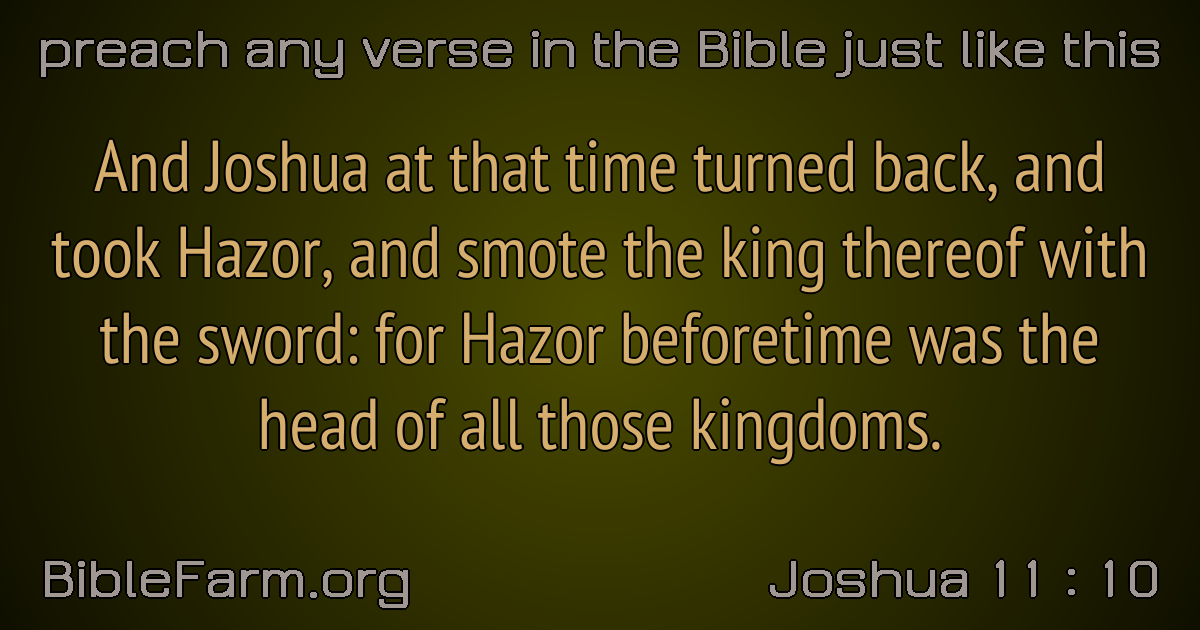 preach any verse in the Bible just like this
And Joshua at that time turned back, and
took Hazor, and smote the king thereof with
the sword: for Hazor beforetime was the
head of all those kingdoms.
BibleFarm.org
Joshua 11 : 10